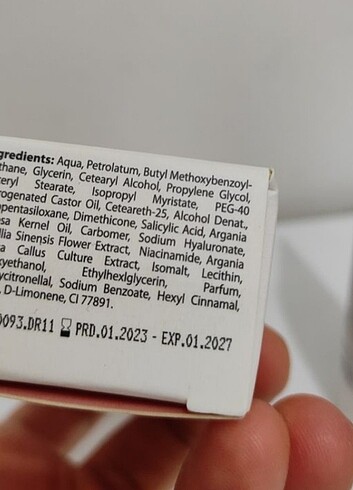 gredients: Aqua, Petrolatum, Butyl Methoxybenzoyl-
thane, Glycerin, Cetearyl Alcohol, Propylene Glycol,
eryl Stearate, Isopropyl Myristate, PEG-40
rogenated Castor Oil, Ceteareth-25, Alcohol Denat.,
opentasiloxane, Dimethicone, Salicylic Acid, Argania
osa Kernel Oil, Carbomer, Sodium Hyaluronate,
llia Sinensis Flower Extract, Niacinamide, Argania
a Callus Culture Extract, Isomalt, Lecithin,
xyethanol, Ethylhexylglycerin, Parfum,
ycitronellal, Sodium Benzoate, Hexyl Cinnamal,
, D-Limonene, CI 77891.
0093.DR11 PRD.01.2023 - EXP.01.2027